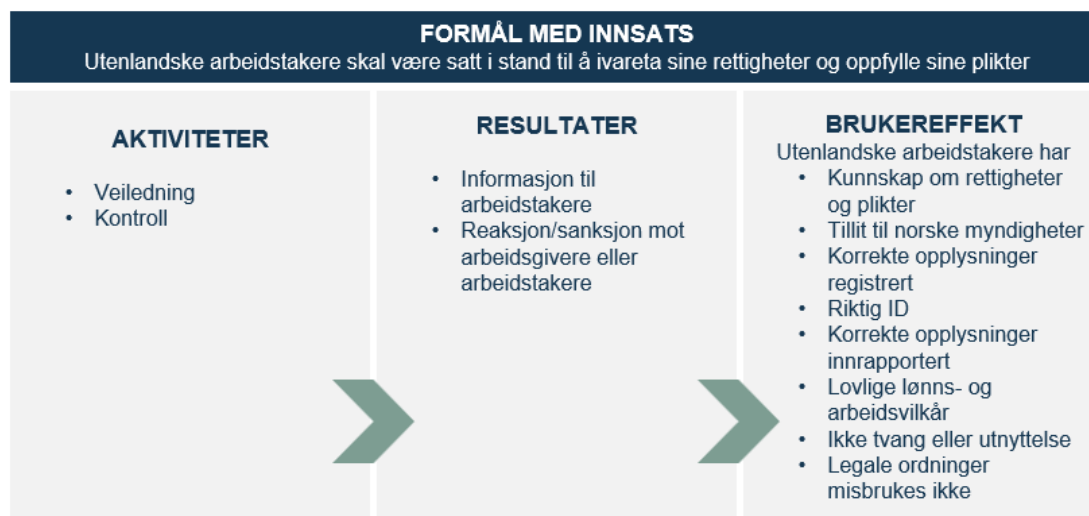 FORMÅL MED INNSATS
Utenlandske arbeidstakere skal være satt i stand til å ivareta sine rettigheter og oppfylle sine plikter
AKTIVITETER
• Veiledning
• Kontroll
RESULTATER
• Informasjon til
arbeidstakere
• Reaksjon/sanksjon mot
arbeidsgivere eller
arbeidstakere
BRUKEREFFEKT
Utenlandske arbeidstakere har
• Kunnskap om rettigheter
og plikter
• Tillit til norske myndigheter
• Korrekte opplysninger
registrert
• Riktig ID
• Korrekte opplysninger
innrapportert
• Lovlige lønns- og
arbeidsvilkår
• Ikke tvang eller utnyttelse
• Legale ordninger
misbrukes ikke